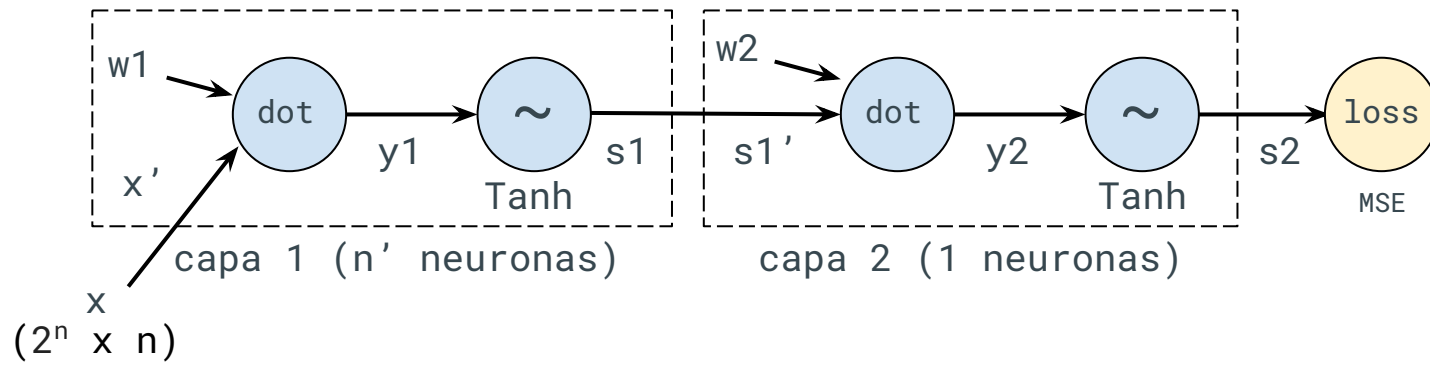 w1
dot
y1
~
Tanh
s1
x’
capa 1 (n’ neuronas)
x
(2ⁿ x n)
w2
s1’
dot
y2
~
Tanh
capa 2 (1 neuronas)
s2
loss
MSE